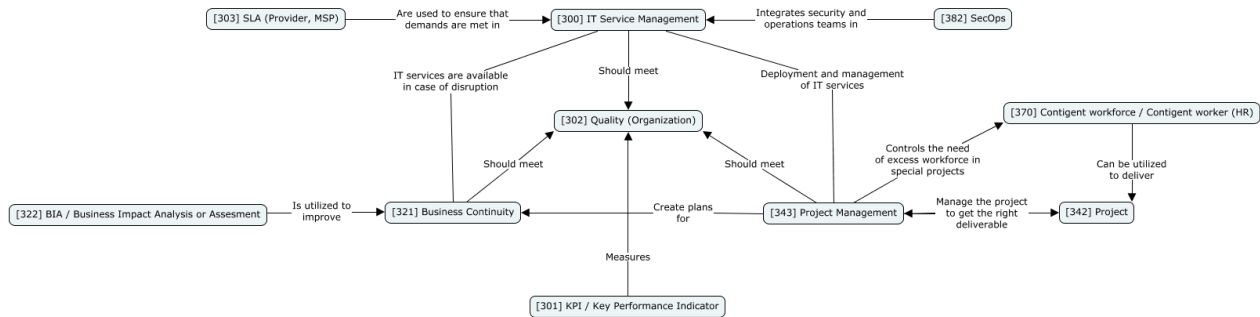 [303] SLA (Provider, MSP)
Are used to ensure that
demands are met in
[300] IT Service Management
Integrates security and
operations teams in
[382] SecOps
IT services are available
in case of disruption
Should meet
Deployment and management
of IT services
[302] Quality (Organization)
[370] Contigent workforce / Contigent worker (HR)
Should meet
Should meet
Controls the need
of excess workforce in
special projects
Can be utilized
to deliver
[322] BIA / Business Impact Analysis or Assesment
Is utilized to
improve
[321] Business Continuity
Create plans
for
[343] Project Management
Manage the project
to get the right
deliverable
[342] Project
Measures
[301] KPI / Key Performance Indicator